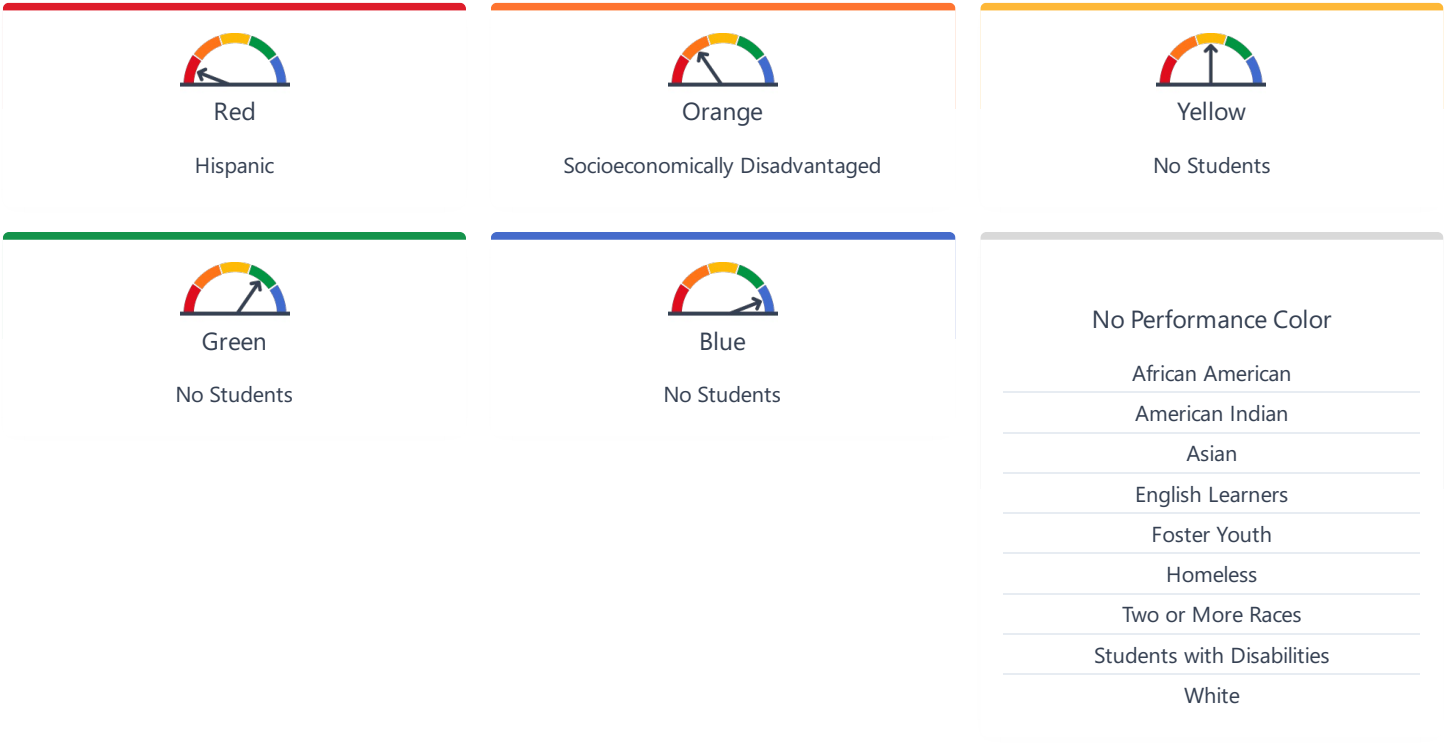 Red
Hispanic
Orange
Socioeconomically Disadvantaged
Yellow
No Students
Green
No Students
Blue
No Students
No Performance Color
African American
American Indian
Asian
English Learners
Foster Youth
Homeless
Two or More Races
Students with Disabilities
White